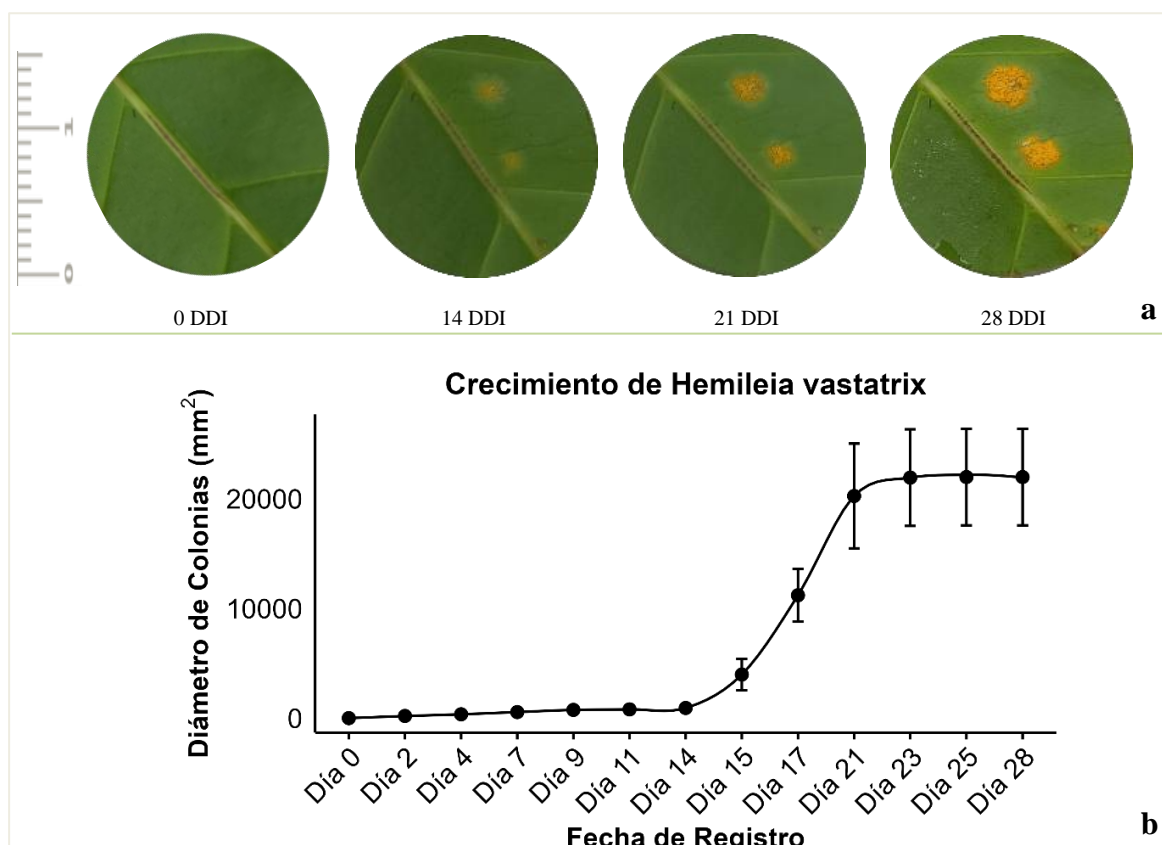 1
0
0 DDI
14 DDI
21 DDI
28 DDI
a
Crecimiento de Hemileia vastatrix
Diámetro de Colonias (mm²)
20000
10000
0
Día 0
Día 2
Día 4
Día 7
Día 9
Día 11
Día 14
Día 15
Día 17
Día 21
Día 23
Día 25
Día 28
Fecha de Registro
b